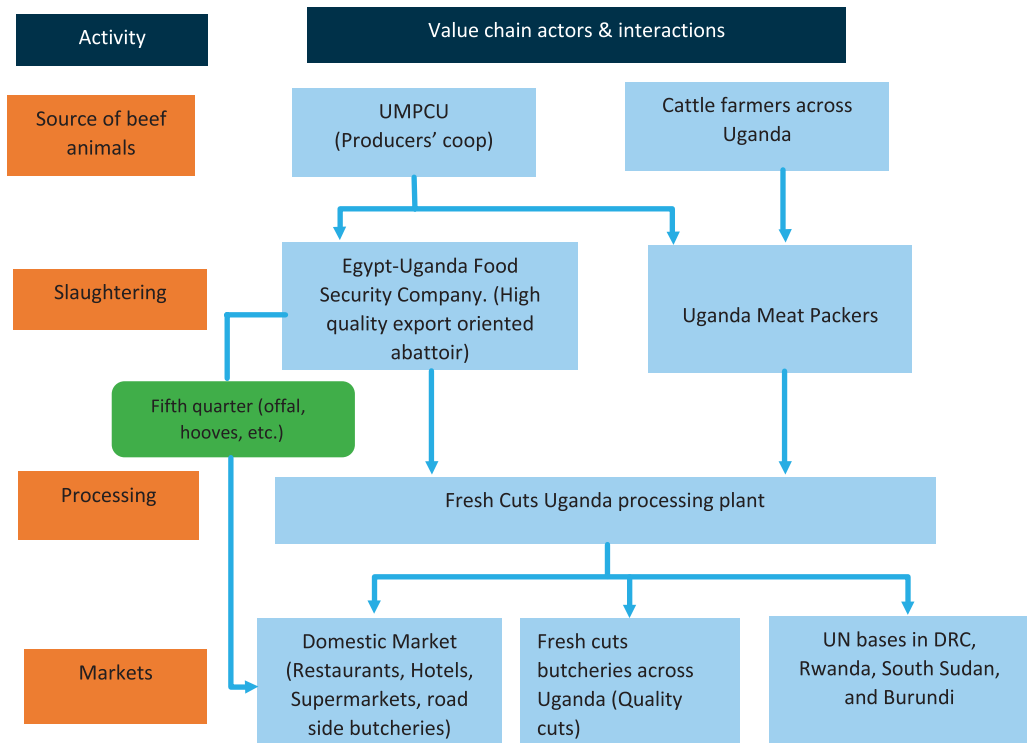 Activity
Value chain actors & interactions
Source of beef
animals
UMPCU
(Producers’ coop)
Cattle farmers across
Uganda
Slaughtering
Egypt-Uganda Food
Security Company. (High
quality export oriented
abattoir)
Uganda Meat Packers
Fifth quarter (offal,
hooves, etc.)
Processing
Fresh Cuts Uganda processing plant
Markets
Domestic Market
(Restaurants, Hotels,
Supermarkets, road
side butcheries)
Fresh cuts
butcheries across
Uganda (Quality
cuts)
UN bases in DRC,
Rwanda, South Sudan,
and Burundi